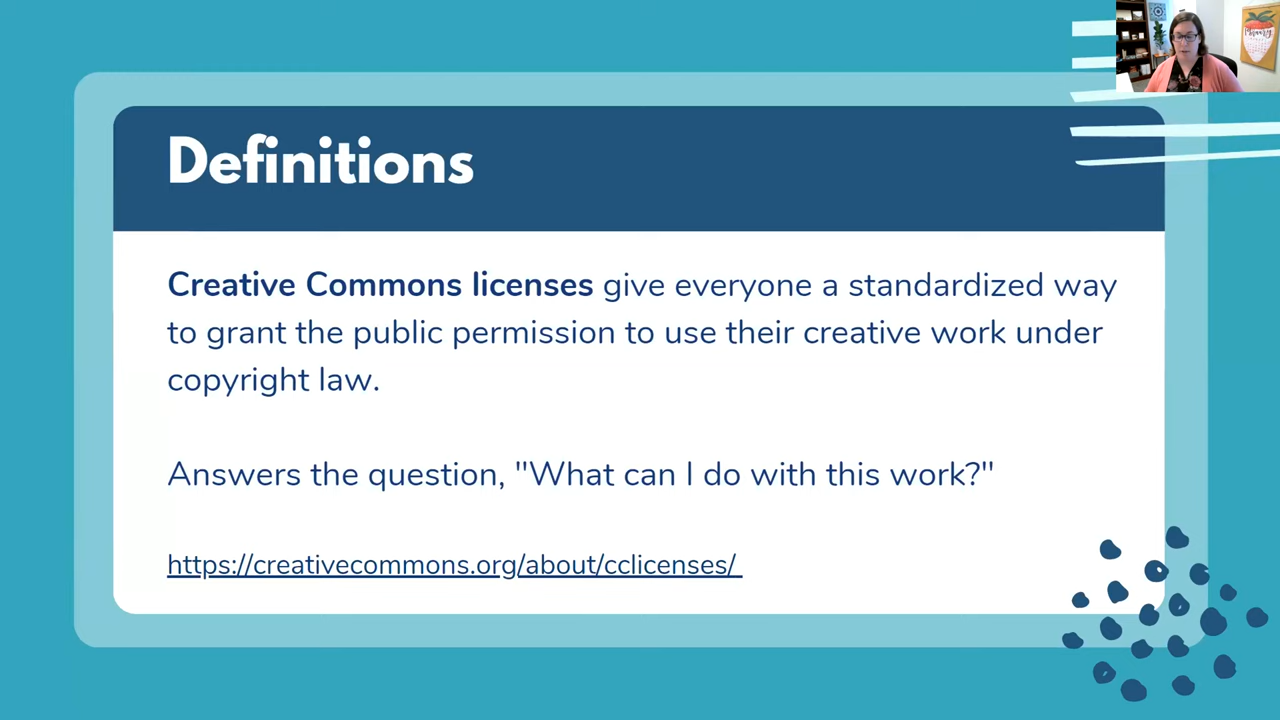 Definitions
Creative Commons licenses give everyone a standardized way
to grant the public permission to use their creative work under
copyright law.
Answers the question, "What can I do with this work?"
https://creativecommons.org/about/cclicenses/